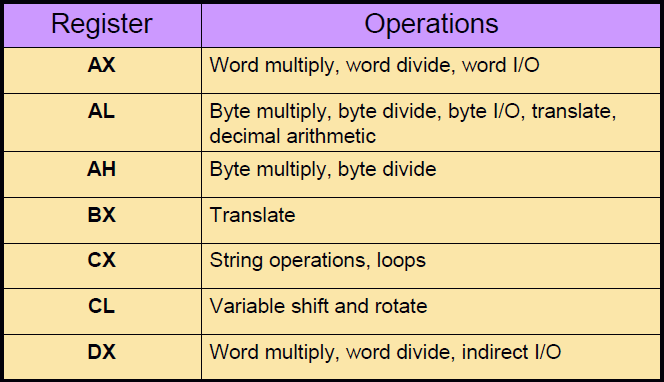 Register Operations
AX Word multiply, word divide, word I/O
AL Byte multiply, byte divide, byte I/O, translate,
decimal arithmetic
AH Byte multiply, byte divide
BX Translate
CX String operations, loops
CL Variable shift and rotate
DX Word multiply, word divide, indirect I/O